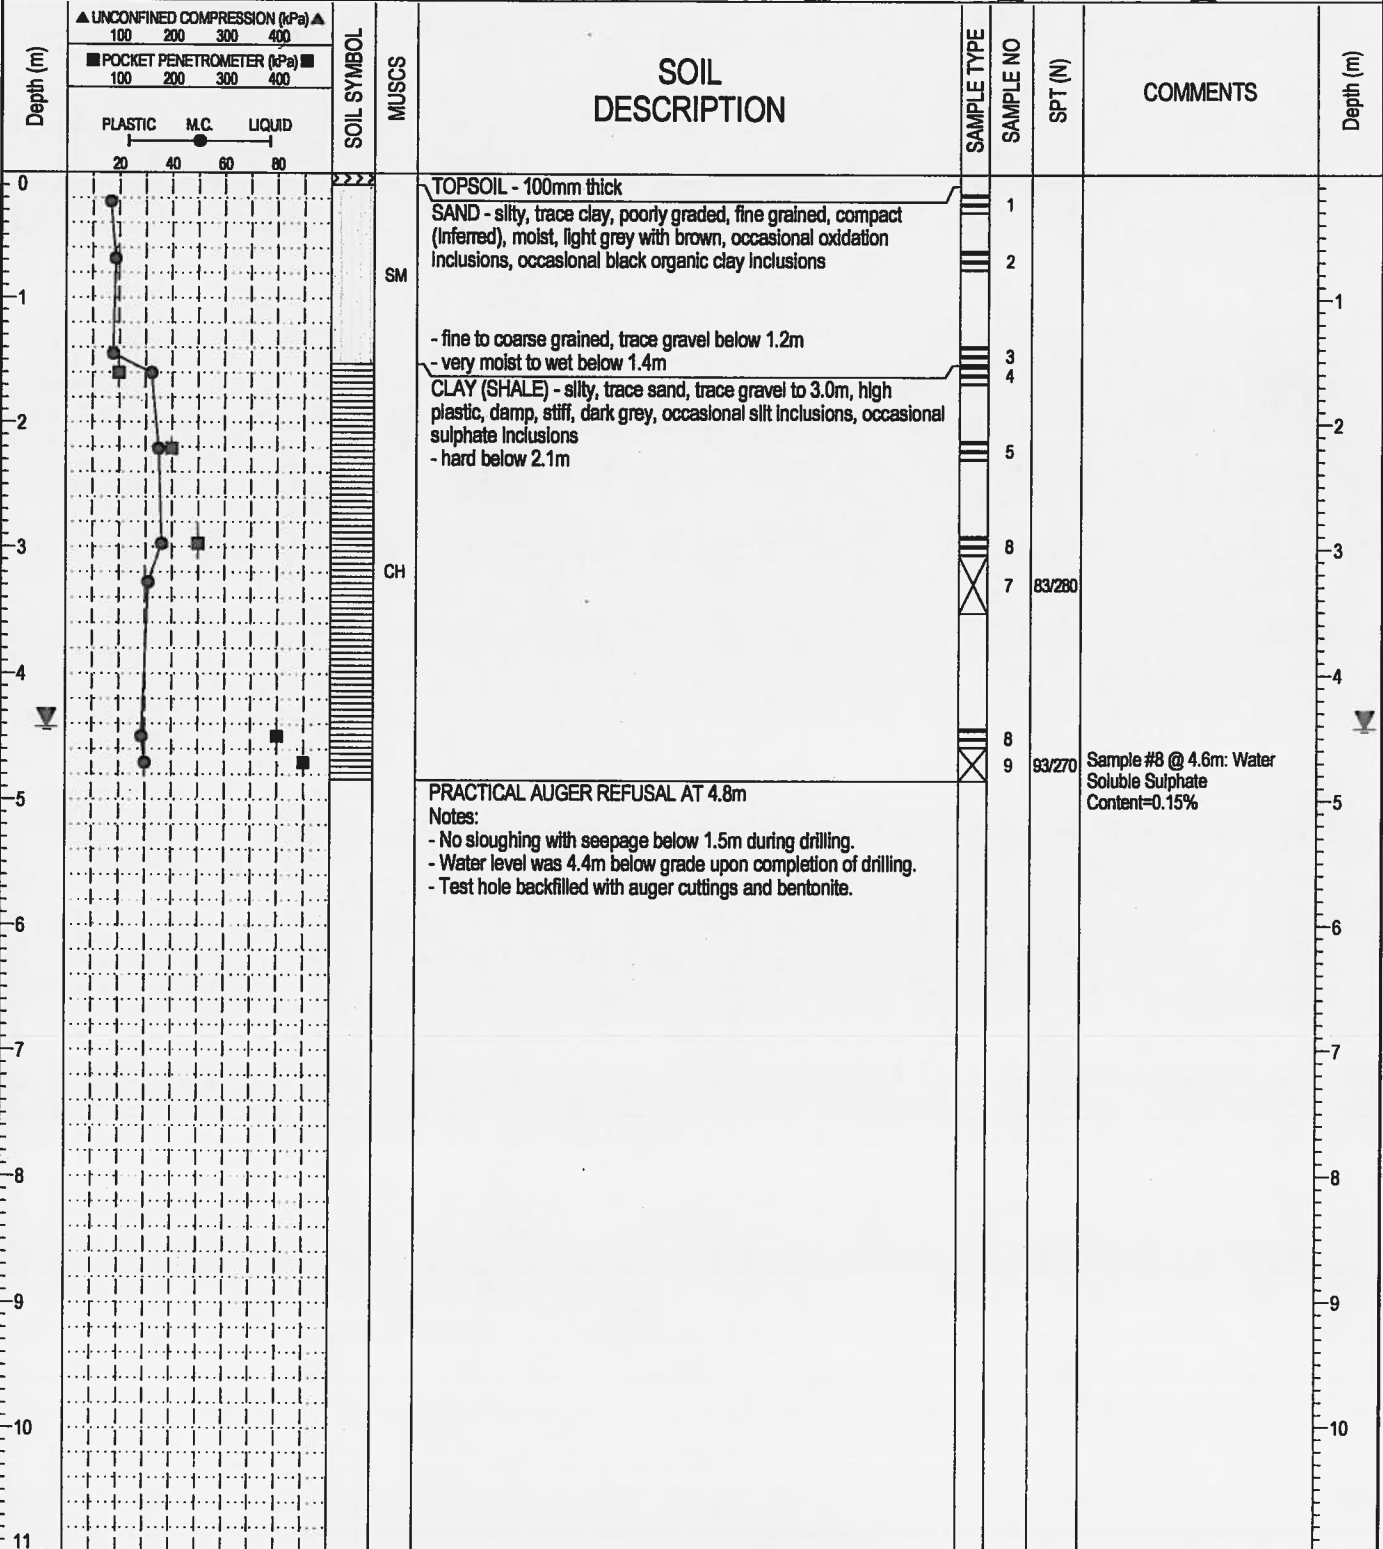 ▲ UNCONFINED COMPRESSION (kPa) ▲
100 200 300 400
■ POCKET PENETROMETER (kPa) ■
100 200 300 400
PLASTIC M.C. LIQUID
20 40 60 80
Depth (m)
SOIL SYMBOL
MUSCS
SOIL
DESCRIPTION
SAMPLE TYPE
SAMPLE NO
SPT (N)
COMMENTS
Depth (m)
0
TOPSOIL - 100mm thick
1
SAND - silty, trace clay, poorly graded, fine grained, compact
(inferred), moist, light grey with brown, occasional oxidation
inclusions, occasional black organic clay inclusions
2
SM
1
1
- fine to coarse grained, trace gravel below 1.2m
- very moist to wet below 1.4m
3
4
CLAY (SHALE) - silty, trace sand, trace gravel to 3.0m, high
plastic, damp, stiff, dark grey, occasional silt inclusions, occasional
sulphate inclusions
- hard below 2.1m
2
2
5
3
8
3
CH
7 83/280
4
4
8
9 93/270
Sample #8 @ 4.6m: Water
Soluble Sulphate
Content=0.15%
5
5
PRACTICAL AUGER REFUSAL AT 4.8m
Notes:
- No sloughing with seepage below 1.5m during drilling.
- Water level was 4.4m below grade upon completion of drilling.
- Test hole backfilled with auger cuttings and bentonite.
6
6
7
7
8
8
9
9
10
10
11